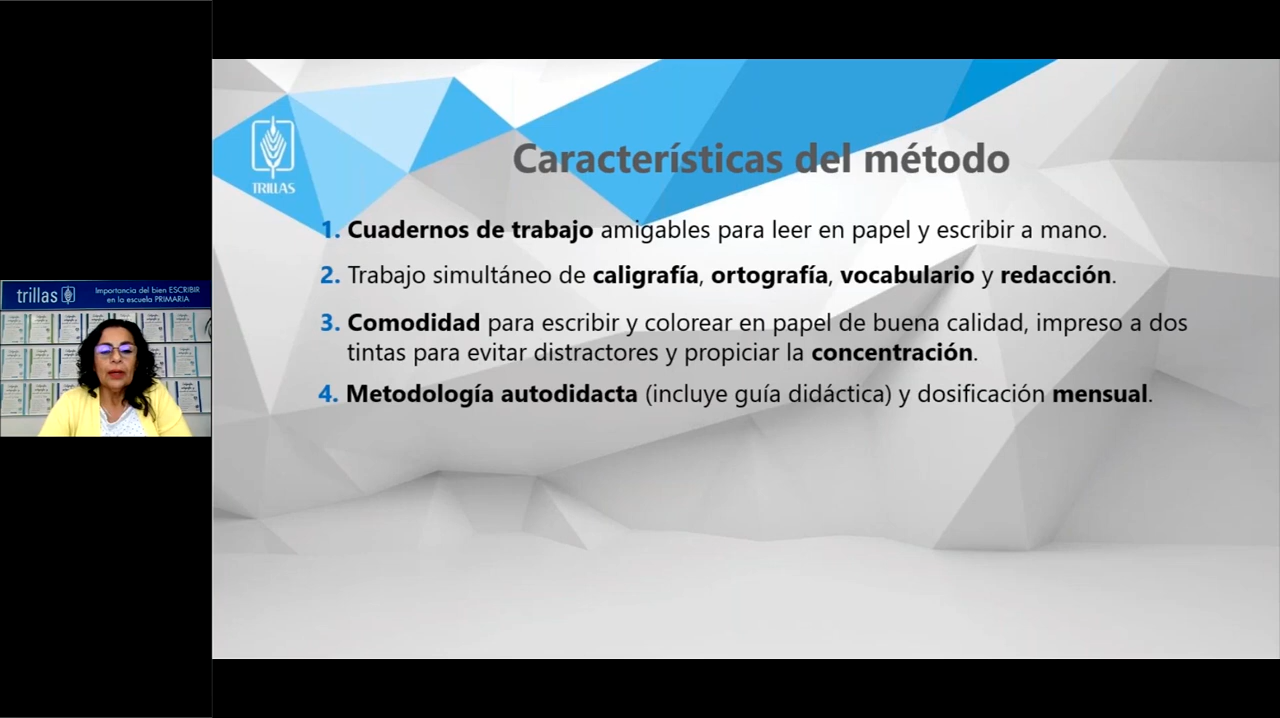 TRILLAS
Características del método
1. Cuadernos de trabajo amigables para leer en papel y escribir a mano.
2. Trabajo simultáneo de caligrafía, ortografía, vocabulario y redacción.
3. Comodidad para escribir y colorear en papel de buena calidad, impreso a dos
tintas para evitar distractores y propiciar la concentración.
4. Metodología autodidacta (incluye guía didáctica) y dosificación mensual.
trillas
Importancia del bien ESCRIBIR
en la escuela PRIMARIA